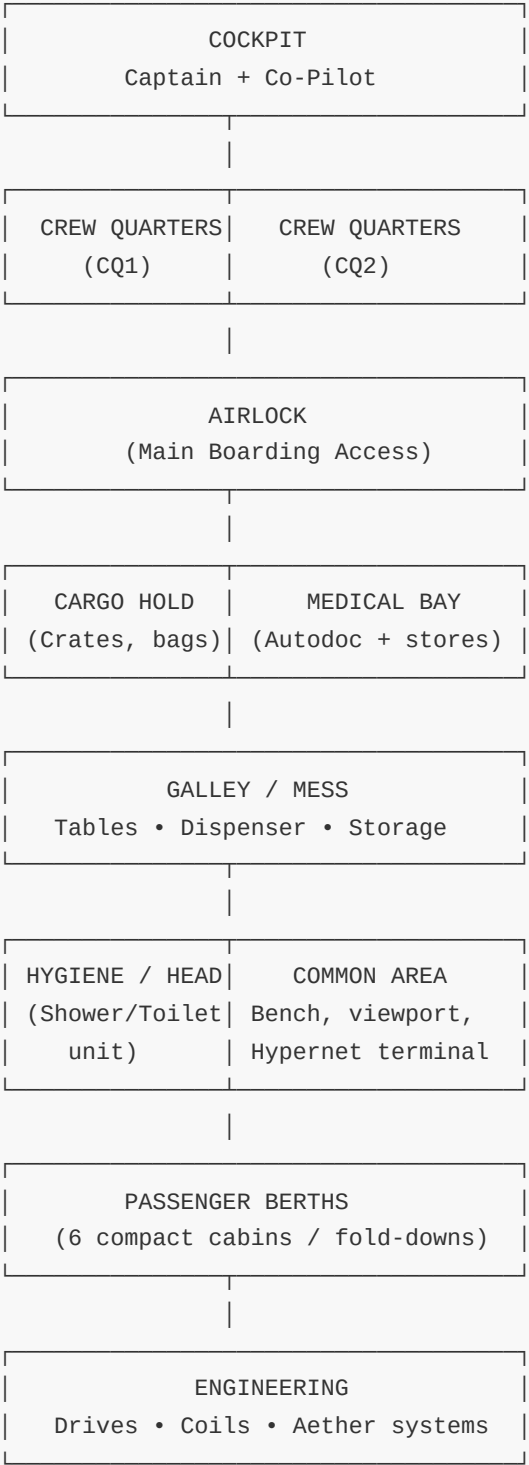 COCKPIT
Captain + Co-Pilot
CREW QUARTERS CREW QUARTERS
(CQ1) (CQ2)
AIRLOCK
(Main Boarding Access)
CARGO HOLD MEDICAL BAY
(Crates, bags) (Autodoc + stores)
GALLEY / MESS
Tables • Dispenser • Storage
HYGIENE / HEAD COMMON AREA
(Shower/Toilet Bench, viewport,
unit) Hypernet terminal
PASSENGER BERTHS
(6 compact cabins / fold-downs)
ENGINEERING
Drives • Coils • Aether systems